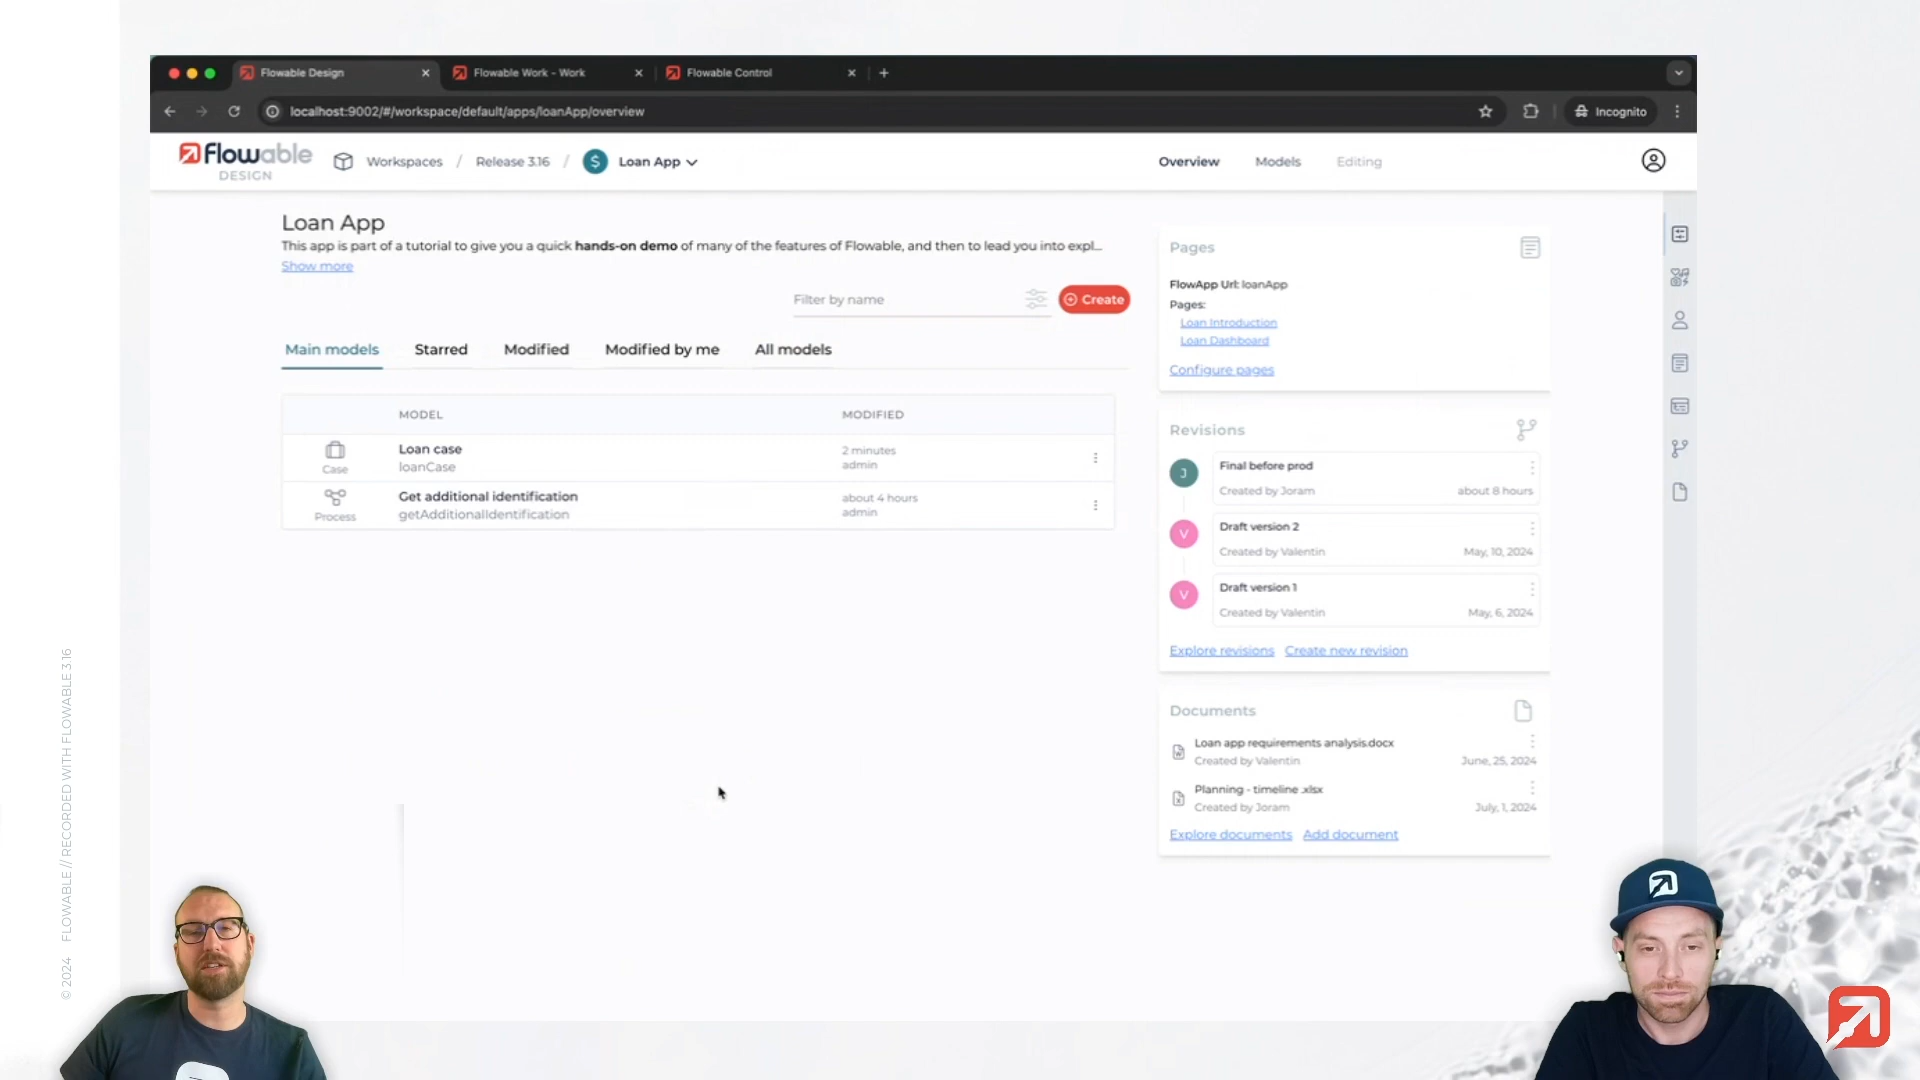 Flowable Design
Flowable Work - Work
Flowable Control
localhost:9002/#/workspace/default/apps/loanApp/overview
Incognito
flowable
DESIGN
Workspaces / Release 3.16 / $ Loan App
Overview
Models
Editing
Loan App
This app is part of a tutorial to give you a quick hands-on demo of many of the features of Flowable, and then to lead you into expl...
Show more
Filter by name
Create
Main models
Starred
Modified
Modified by me
All models
MODEL
MODIFIED
Case
Loan case
loanCase
2 minutes
admin
Process
Get additional identification
getAdditionalIdentification
about 4 hours
admin
Pages
FlowApp Url: loanApp
Pages:
Loan Introduction
Loan Dashboard
Configure pages
Revisions
J
Final before prod
Created by Joram
about 8 hours
V
Draft version 2
Created by Valentin
May, 10, 2024
V
Draft version 1
Created by Valentin
May, 6, 2024
Explore revisions
Create new revision
Documents
Loan app requirements analysis.docx
Created by Valentin
June, 25, 2024
Planning - timeline .xlsx
Created by Joram
July, 1, 2024
Explore documents
Add document
© 2024 FLOWABLE // RECORDED WITH FLOWABLE 3.16